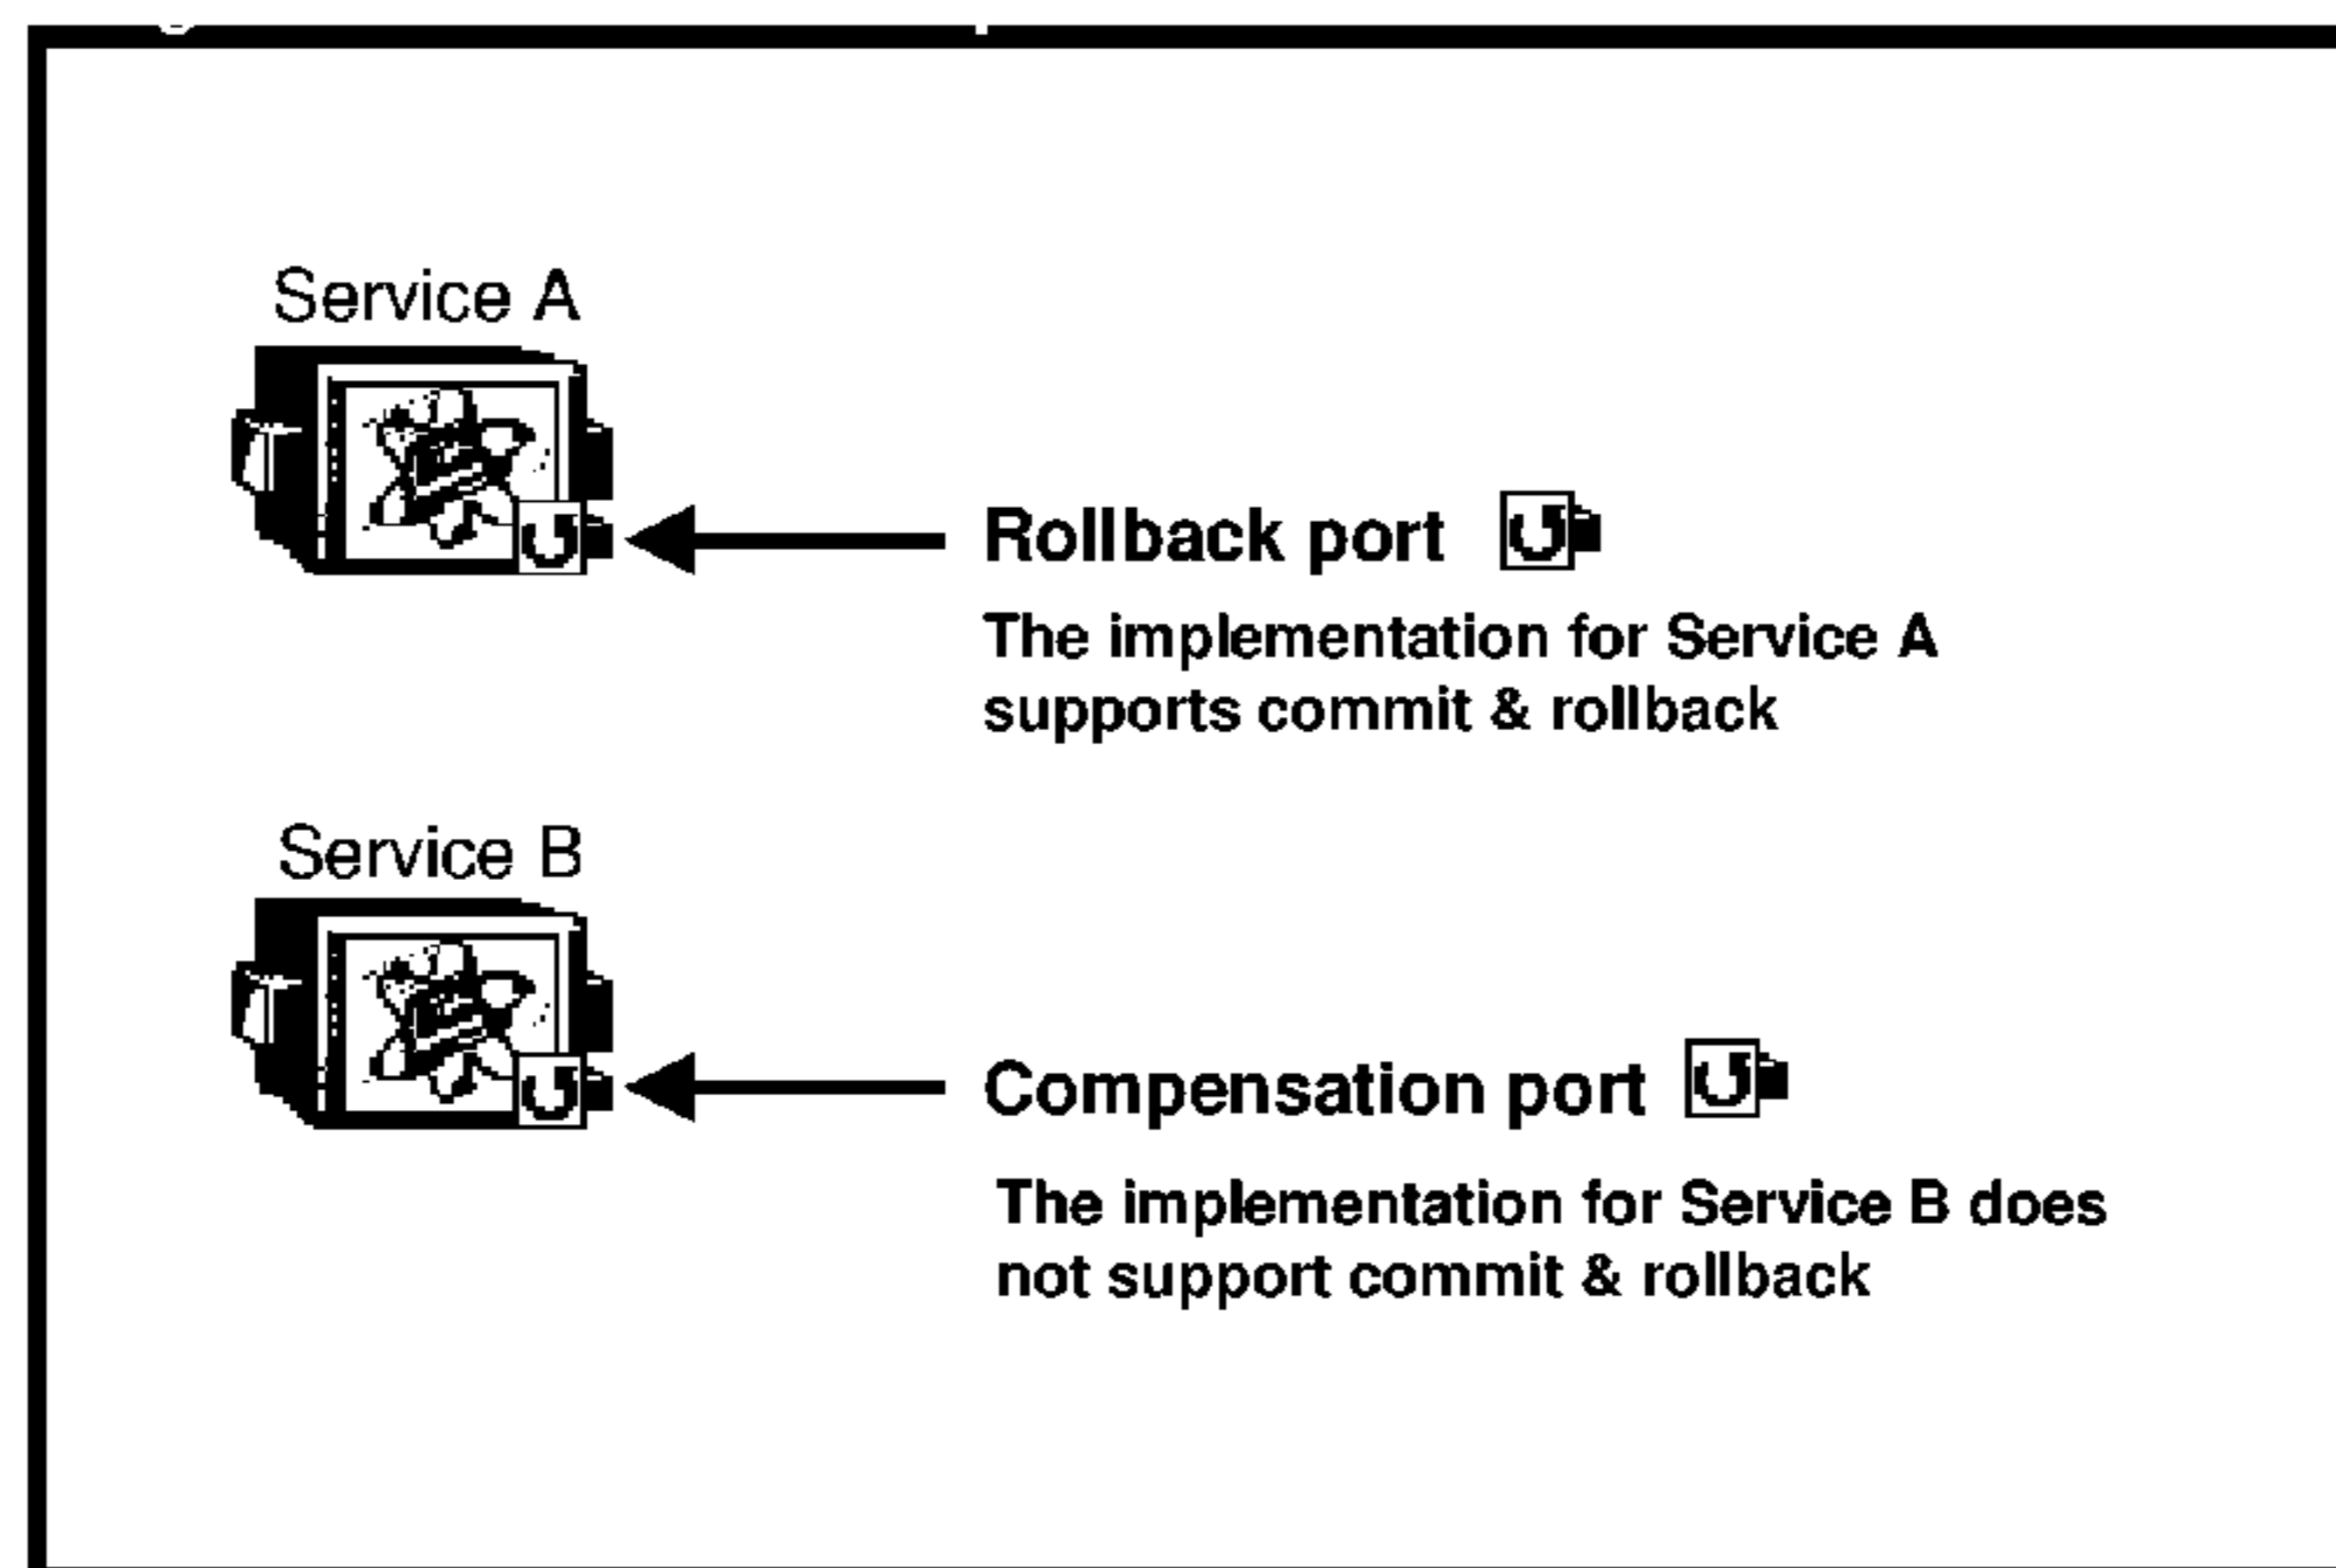 Service A
Rollback port
The implementation for Service A
supports commit & rollback
Service B
Compensation port
The implementation for Service B does
not support commit & rollback